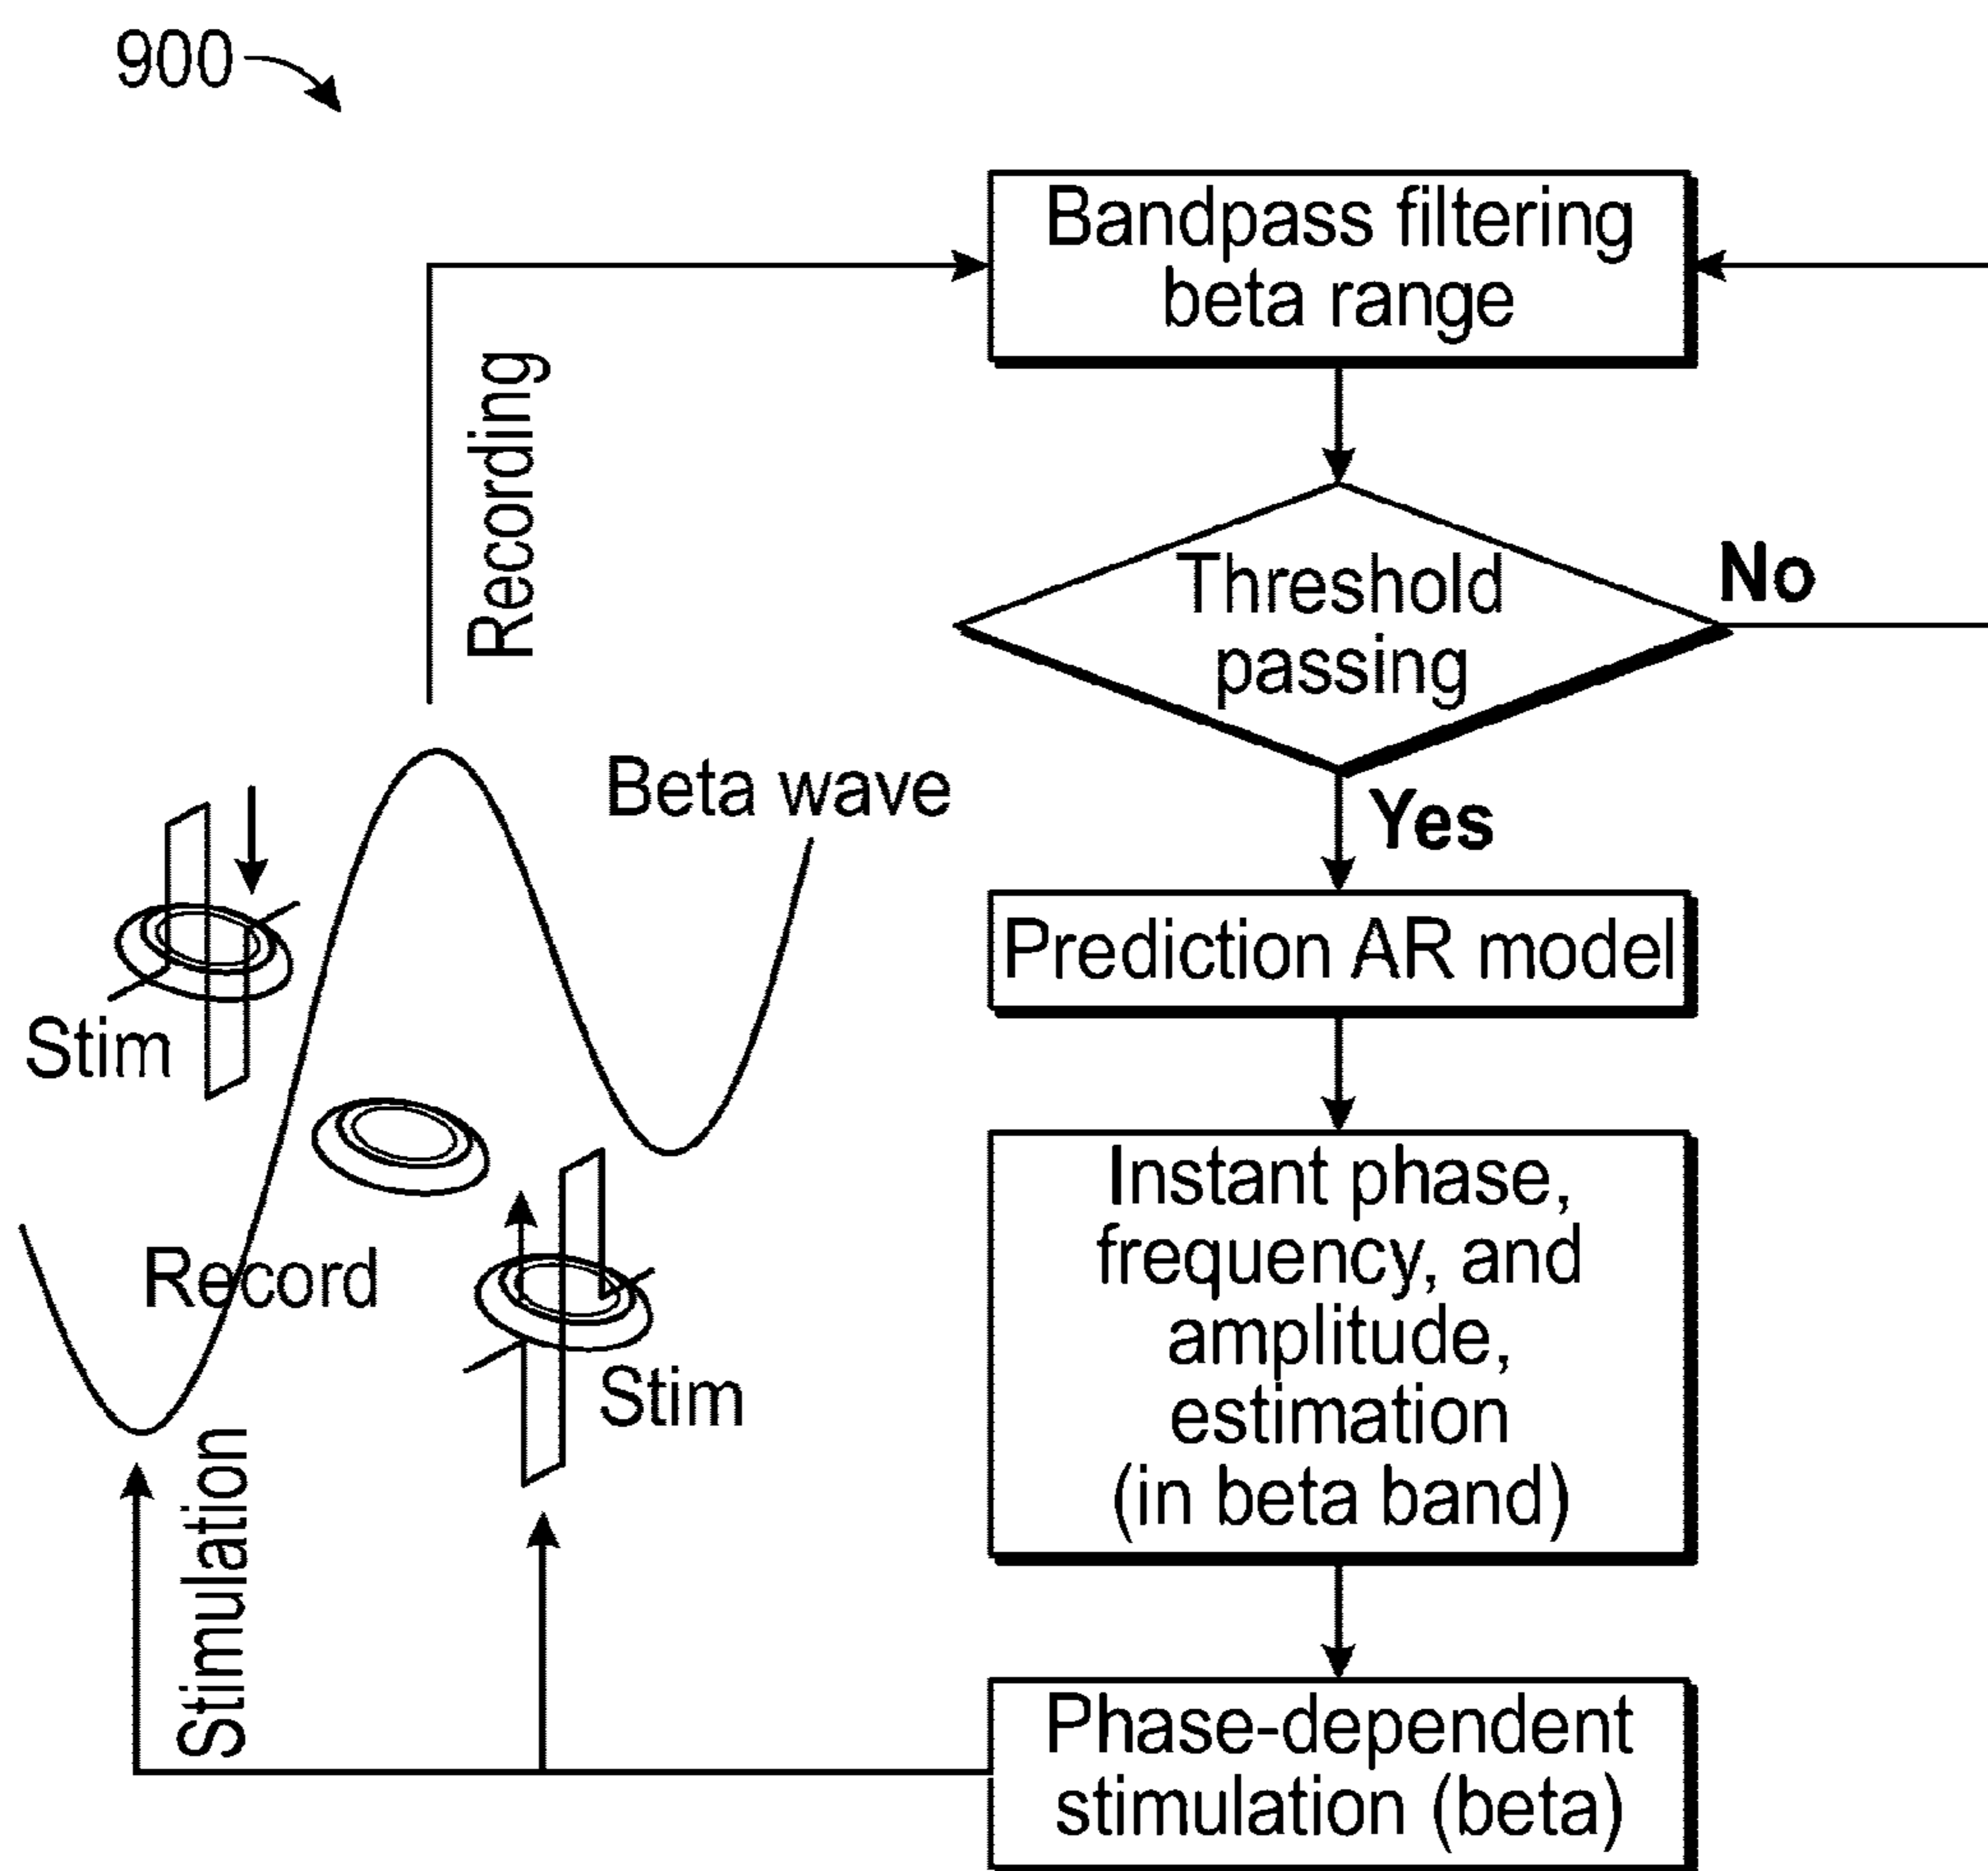 900
Bandpass filtering
beta range
Recording
Threshold
passing
No
Yes
Beta wave
Prediction AR model
Stim
Record
Stim
Instant phase,
frequency, and
amplitude,
estimation
(in beta band)
Stimulation
Phase-dependent
stimulation (beta)